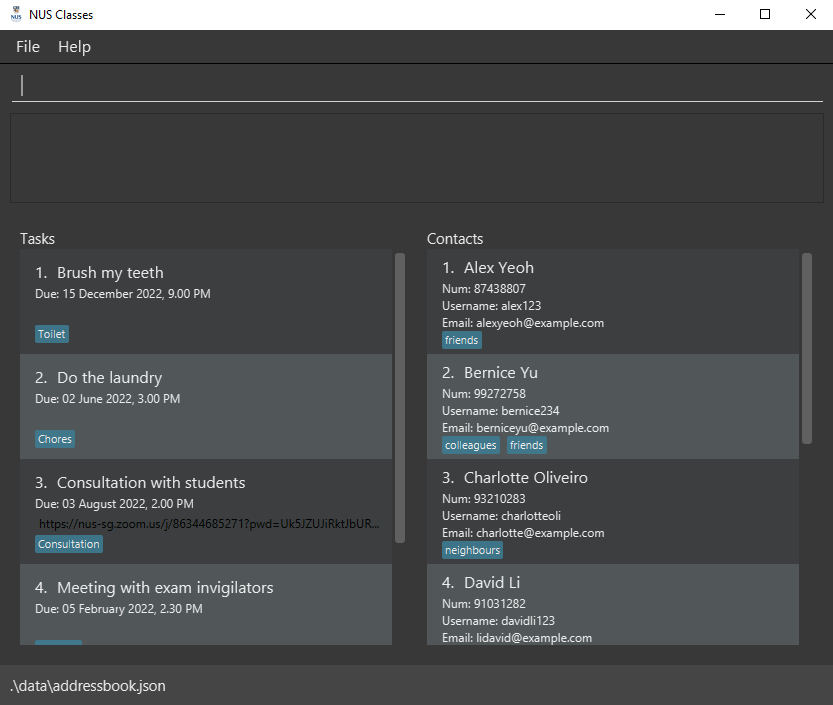 NUS Classes
File Help
Tasks
1. Brush my teeth
Due: 15 December 2022, 9.00 PM
Toilet
2. Do the laundry
Due: 02 June 2022, 3.00 PM
Chores
3. Consultation with students
Due: 03 August 2022, 2.00 PM
https://nus-sg.zoom.us/j/86344685271?pwd=Uk5JZUJiRktJbUR...
Consultation
4. Meeting with exam invigilators
Due: 05 February 2022, 2.30 PM
Contacts
1. Alex Yeoh
Num: 87438807
Username: alex123
Email: alexyeoh@example.com
friends
2. Bernice Yu
Num: 99272758
Username: bernice234
Email: berniceyu@example.com
colleagues friends
3. Charlotte Oliveiro
Num: 93210283
Username: charlotteoli
Email: charlotte@example.com
neighbours
4. David Li
Num: 91031282
Username: davidli123
Email: lidavid@example.com
.\data\addressbook.json